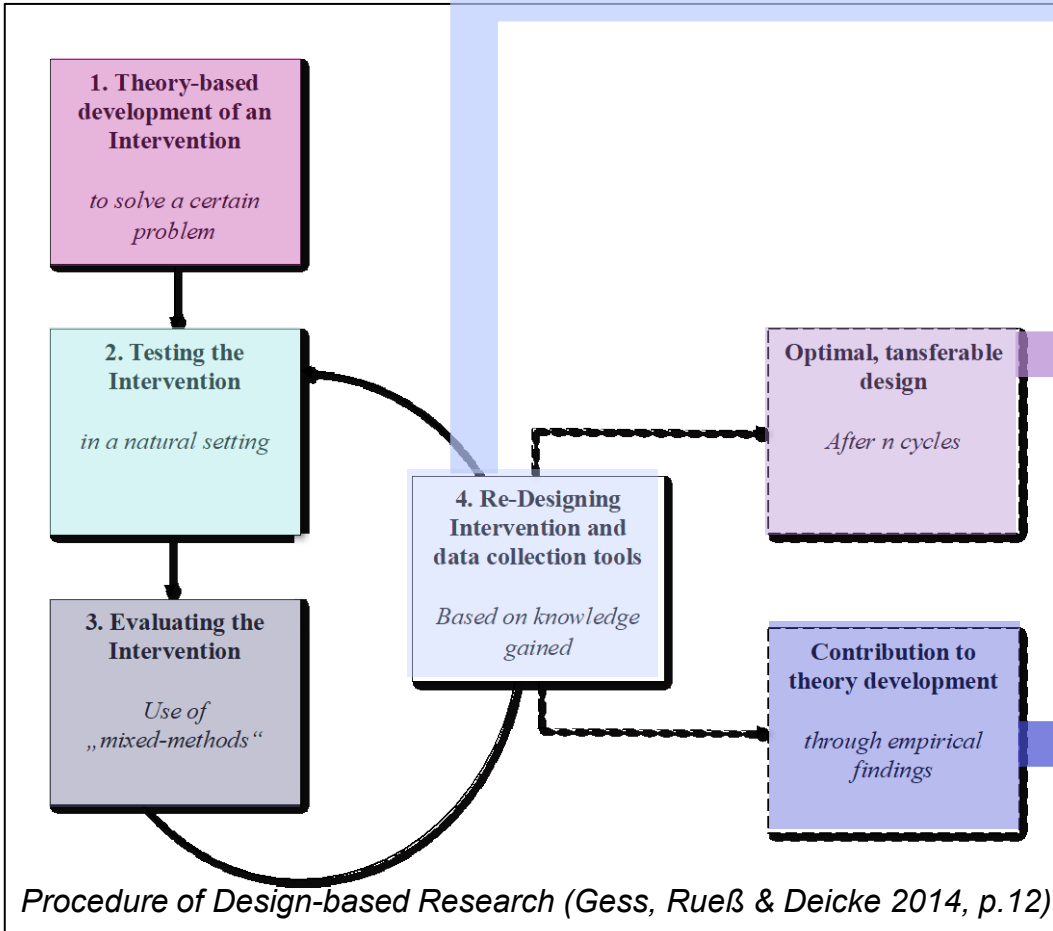 1. Theory-based
development of an
Intervention
to solve a certain
problem
2. Testing the
Intervention
in a natural setting
3. Evaluating the
Intervention
Use of
„mixed-methods“
4. Re-Designing
Intervention and
data collection tools
Based on knowledge
gained
Optimal, tansferable
design
After n cycles
Contribution to
theory development
through empirical
findings
Procedure of Design-based Research (Gess, Rueß & Deicke 2014, p.12)